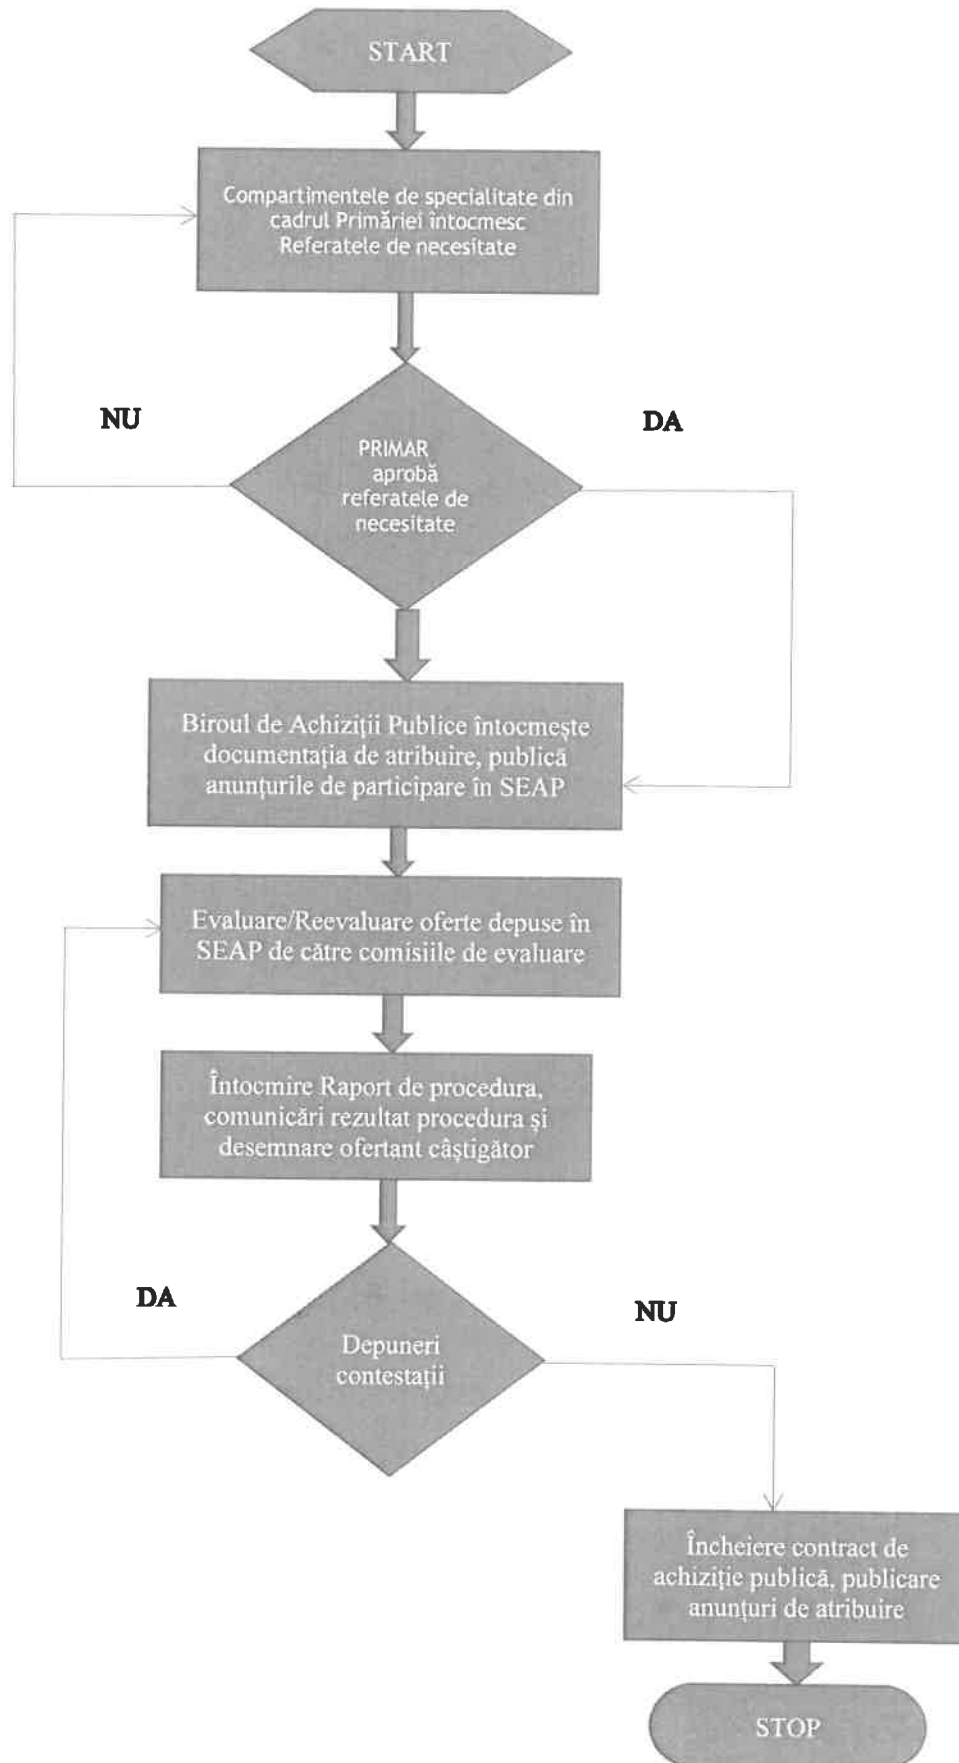 START
Compartimentele de specialitate din
cadrul Primăriei întocmesc
Referatele de necesitate
NU
DA
PRIMAR
aprobă
referatele de
necesitate
Biroul de Achiziții Publice întocmește
documentația de atribuire, publică
anunțurile de participare în SEAP
Evaluare/Reevaluare oferte depuse în
SEAP de către comisiile de evaluare
Întocmire Raport de procedura,
comunicări rezultat procedura și
desemnare ofertant câștigător
DA
NU
Depuneri
contestații
Încheiere contract de
achiziție publică, publicare
anunțuri de atribuire
STOP